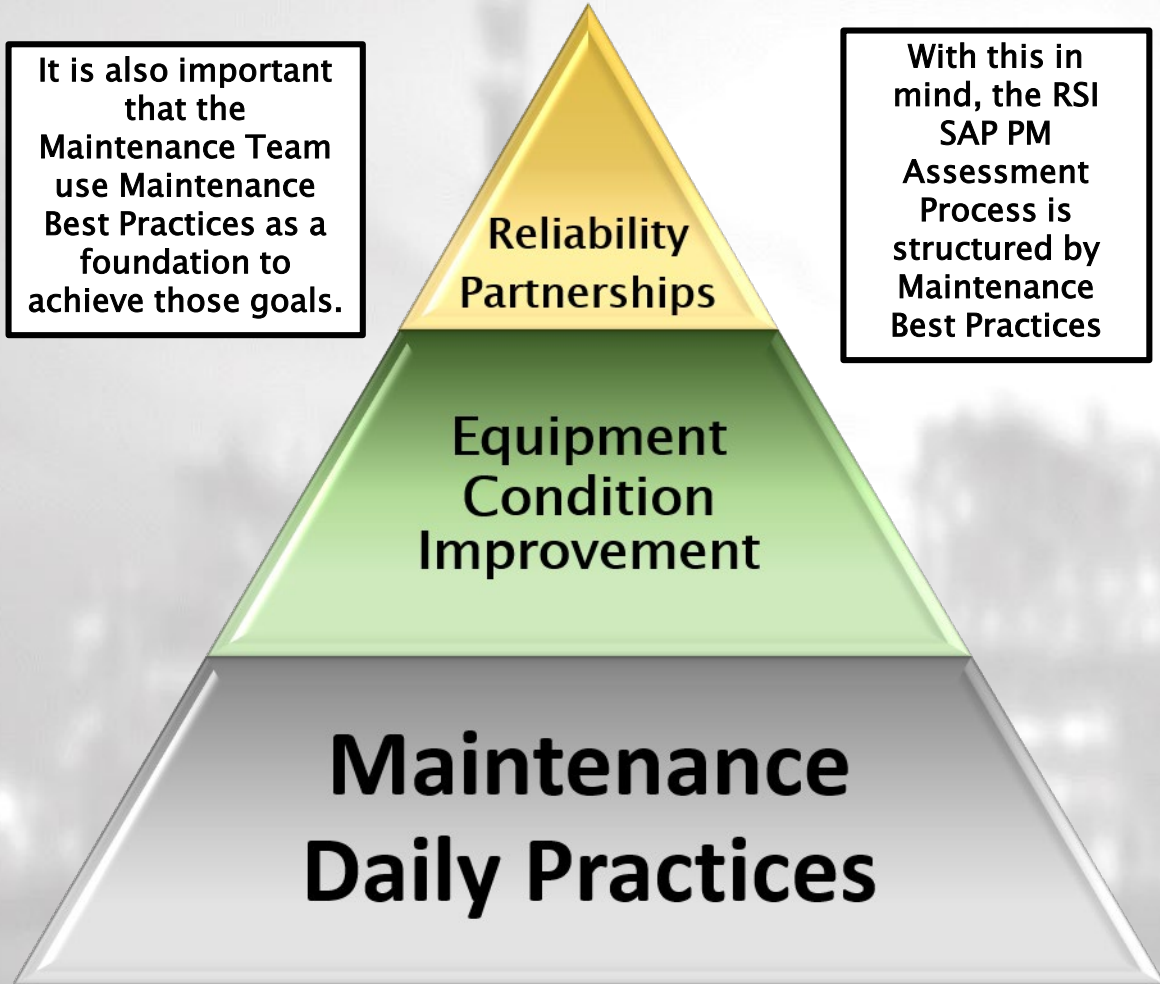 It is also important
that the
Maintenance Team
use Maintenance
Best Practices as a
foundation to
achieve those goals.
With this in
mind, the RSI
SAP PM
Assessment
Process is
structured by
Maintenance
Best Practices
Reliability
Partnerships
Equipment
Condition
Improvement
Maintenance
Daily Practices